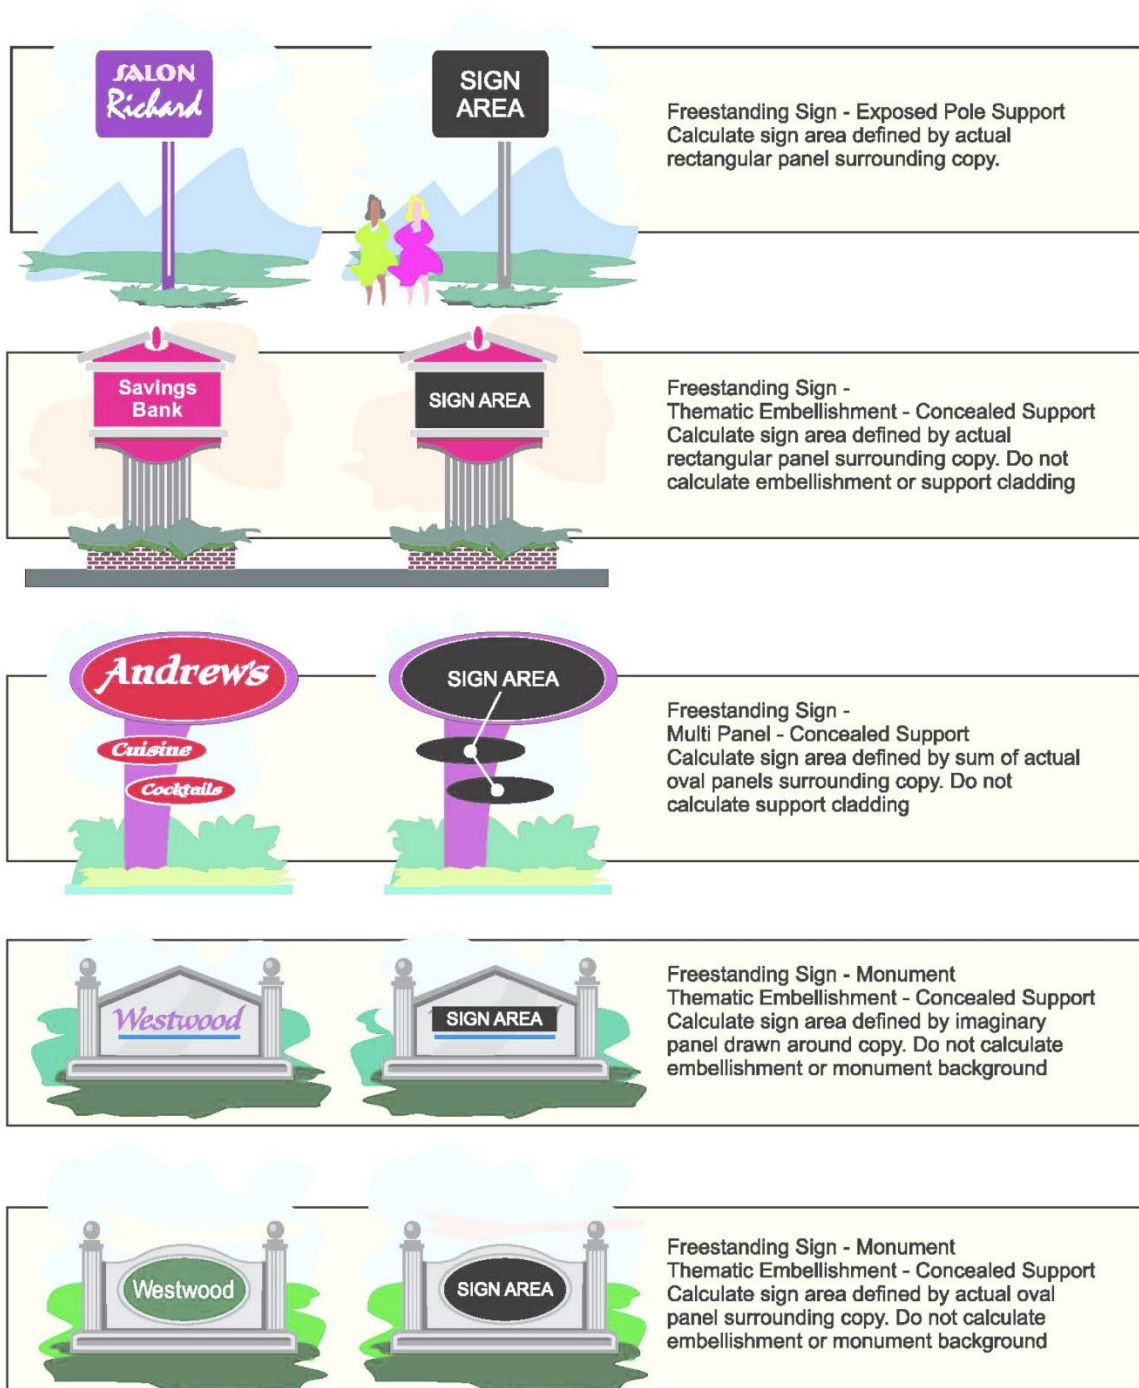 SALON
Richard
SIGN
AREA
Freestanding Sign - Exposed Pole Support
Calculate sign area defined by actual
rectangular panel surrounding copy.
Savings
Bank
SIGN AREA
Freestanding Sign -
Thematic Embellishment - Concealed Support
Calculate sign area defined by actual
rectangular panel surrounding copy. Do not
calculate embellishment or support cladding
Andrew's
Cuisine
Cocktails
SIGN AREA
Freestanding Sign -
Multi Panel - Concealed Support
Calculate sign area defined by sum of actual
oval panels surrounding copy. Do not
calculate support cladding
Westwood
SIGN AREA
Freestanding Sign - Monument
Thematic Embellishment - Concealed Support
Calculate sign area defined by imaginary
panel drawn around copy. Do not calculate
embellishment or monument background
Westwood
SIGN AREA
Freestanding Sign - Monument
Thematic Embellishment - Concealed Support
Calculate sign area defined by actual oval
panel surrounding copy. Do not calculate
embellishment or monument background